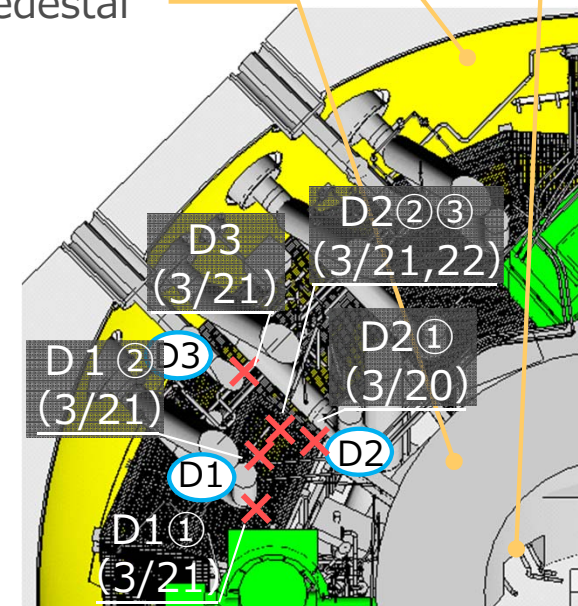 edestal
D3
(3/21)
D2②③
(3/21,22)
D2①
(3/20)
D3
D1②
(3/21)
D2
D1
D1①
(3/21)